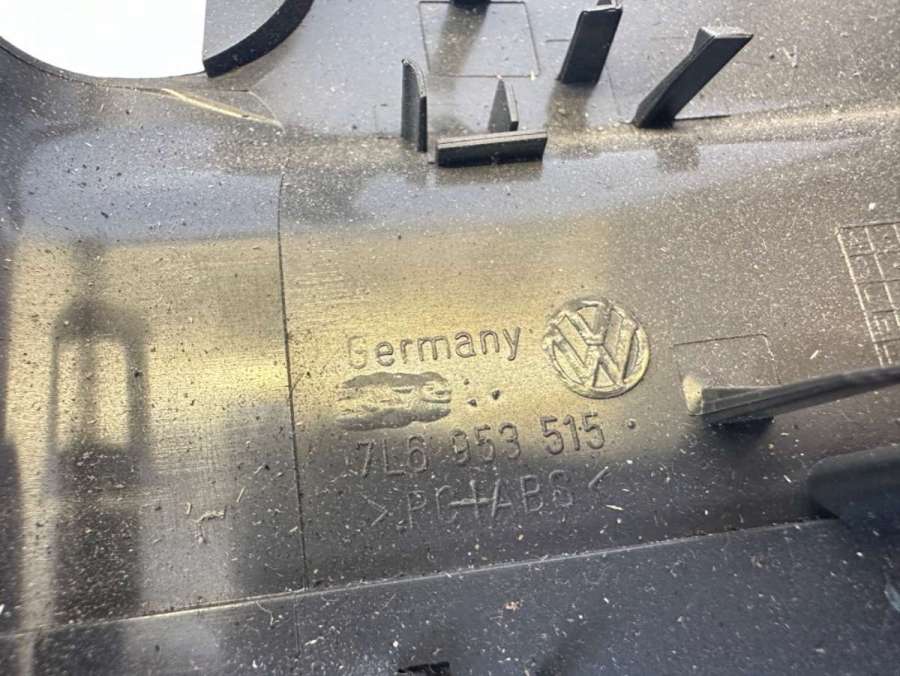 Germany
7L6 953 515
>PC+ABS<